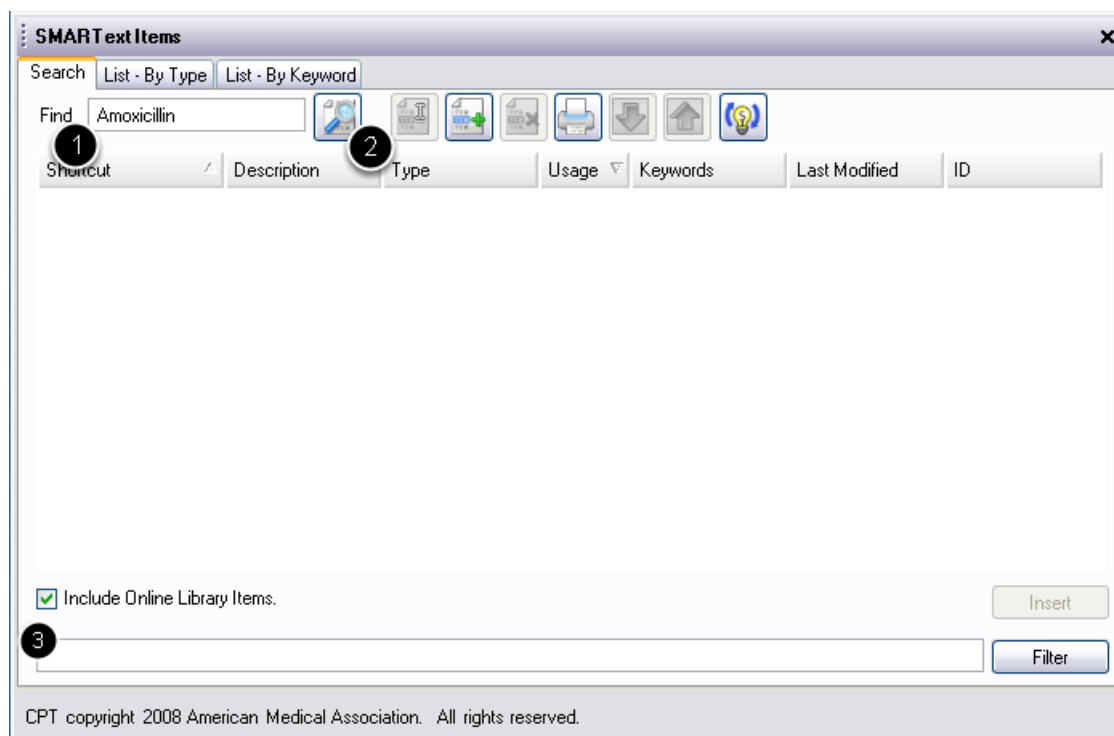 SMARText Items
Search List - By Type List - By Keyword
Find Amoxicillin
1 2
Shortcut Description Type Usage Keywords Last Modified ID
Include Online Library Items.
Insert
3
Filter
CPT copyright 2008 American Medical Association. All rights reserved.